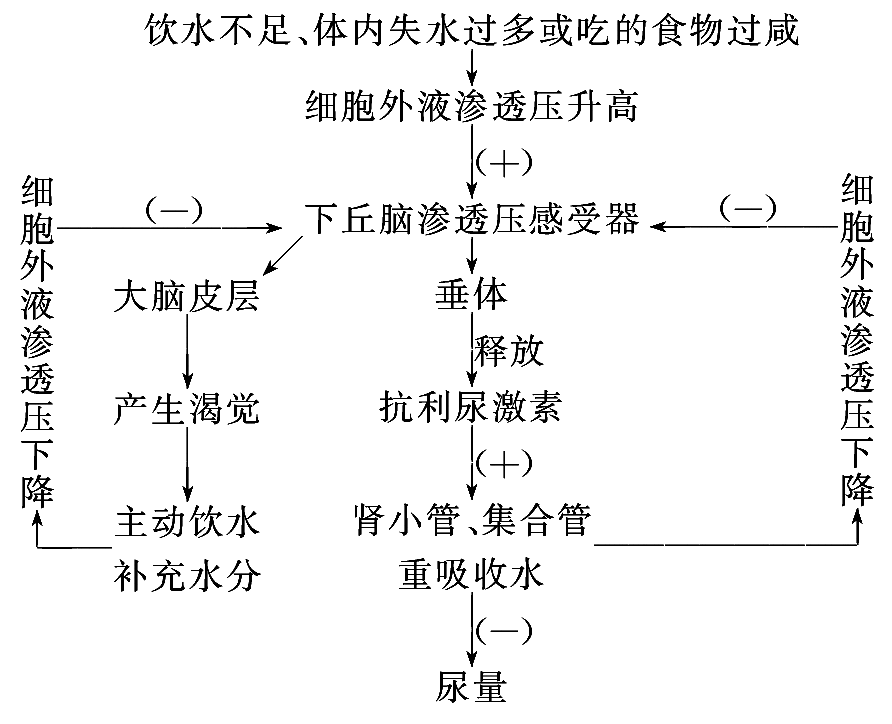 饮水不足、体内失水过多或吃的食物过咸
细胞外液渗透压升高
(+)
细胞外液渗透压下降
(—)
下丘脑渗透压感受器
(—)
细胞外液渗透压下降
大脑皮层
垂体
释放
产生渴觉
抗利尿激素
(+)
主动饮水
补充水分
肾小管、集合管
重吸收水
(—)
尿量